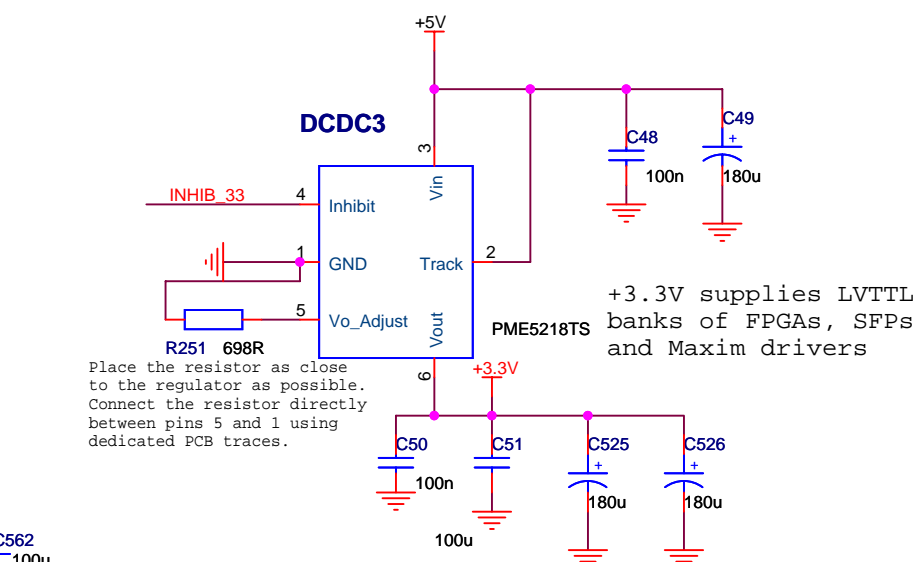 +5V
DCDC3
C49
+
C48
3
100n
180u
Vin
INHIB_33
4
Inhibit
1
GND
Track
2
+3.3V supplies LVTTL
5
Vo_Adjust
Vout
PME5218TS
banks of FPGAs, SFPs
R251 698R
and Maxim drivers
Place the resistor as close
to the regulator as possible.
Connect the resistor directly
between pins 5 and 1 using
dedicated PCB traces.
6
+3.3V
C50
C51
C525
C526
+
+
100n
180u
180u
100u
C562
100u